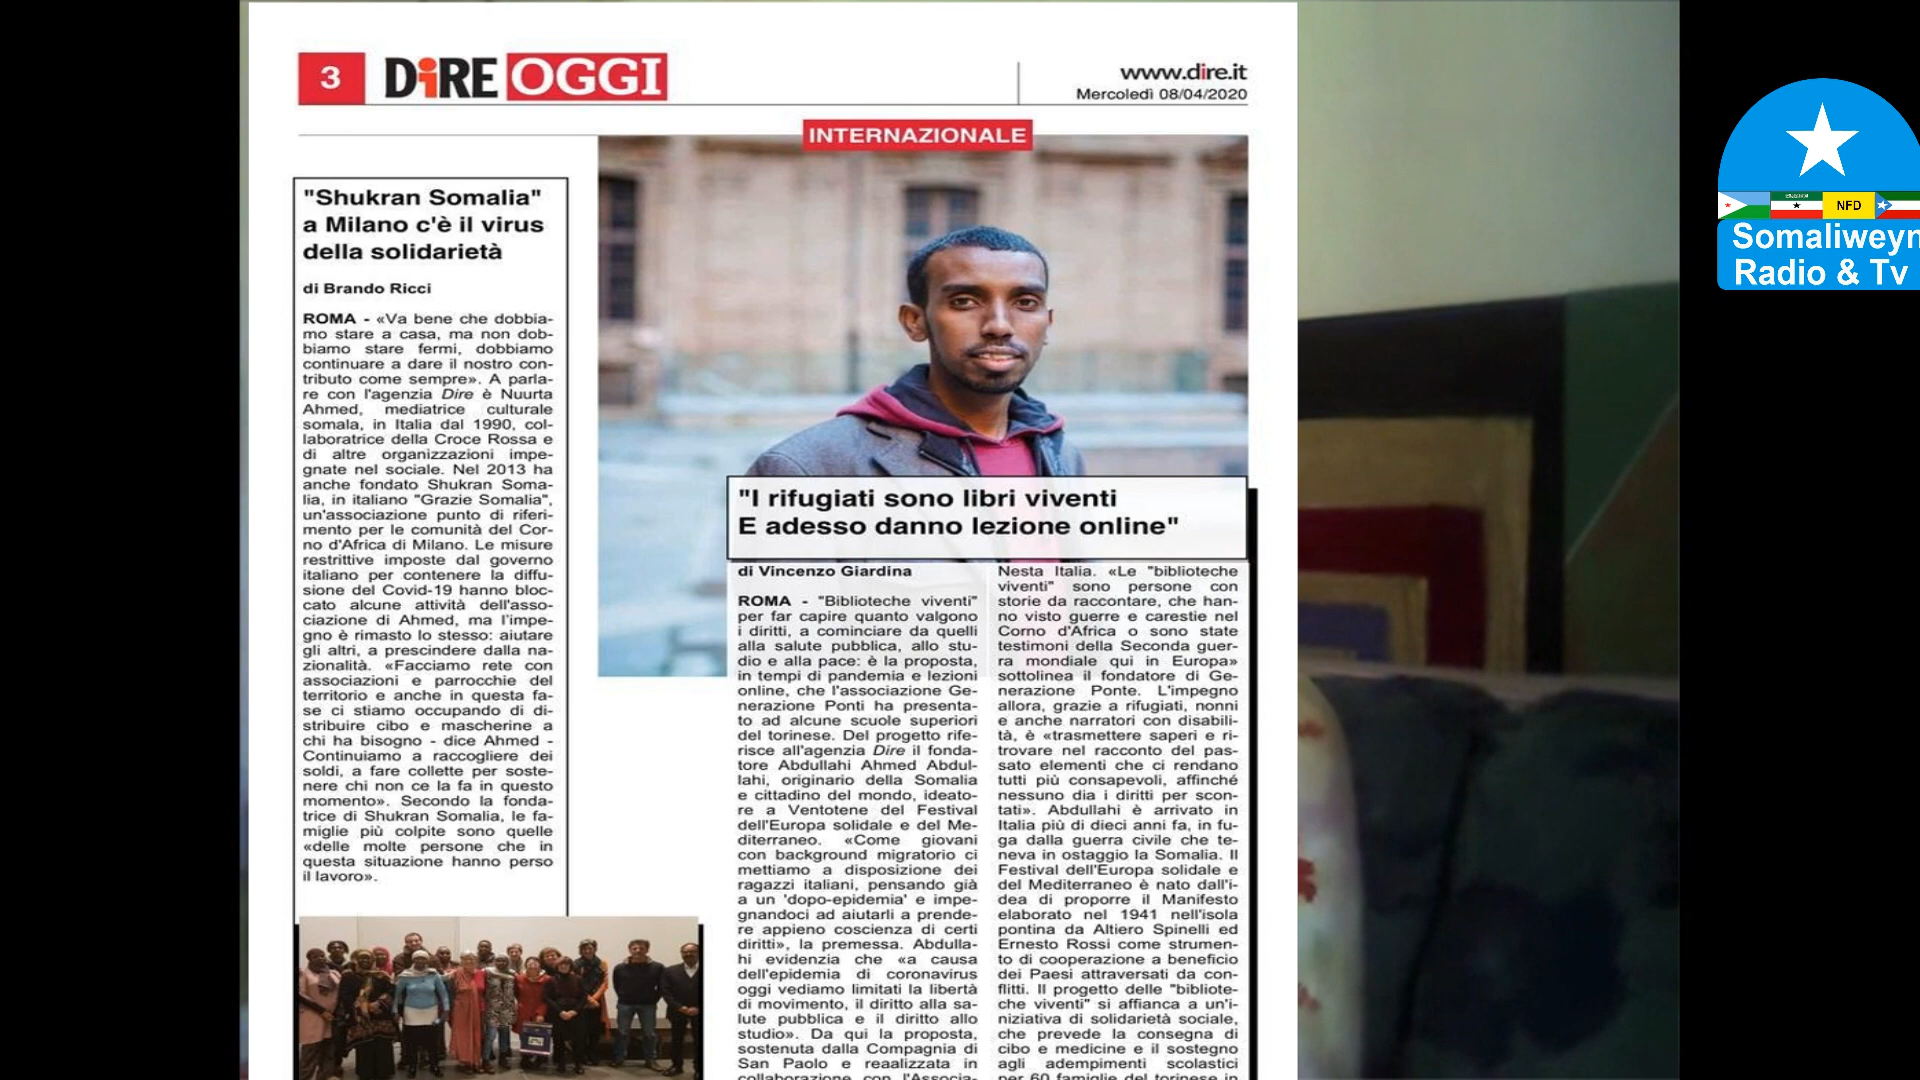 3
DiRE OGGI
www.dire.it
Mercoledì 08/04/2020
INTERNAZIONALE
"Shukran Somalia"
a Milano c'è il virus
della solidarietà
di Brando Ricci
ROMA - «Va bene che dobbia-
mo stare a casa, ma non dob-
biamo stare fermi, dobbiamo
continuare a dare il nostro con-
tributo come sempre». A parla-
re con l'agenzia Dire è Nuurta
Ahmed, mediatrice culturale
somala, in Italia dal 1990, col-
laboratrice della Croce Rossa e
di altre organizzazioni impe-
gnate nel sociale. Nel 2013 ha
anche fondato Shukran Soma-
lia, in italiano "Grazie Somalia",
un'associazione punto di riferi-
mento per le comunità del Cor-
no d'Africa di Milano. Le misure
restrittive imposte dal governo
italiano per contenere la diffu-
sione del Covid-19 hanno bloc-
cato alcune attività dell'asso-
ciazione di Ahmed, ma l'impe-
gno è rimasto lo stesso: aiutare
gli altri, a prescindere dalla na-
zionalità. «Facciamo rete con
associazioni e parrocchie del
territorio e anche in questa fa-
se ci stiamo occupando di di-
stribuire cibo e mascherine a
chi ha bisogno - dice Ahmed -
Continuiamo a raccogliere dei
soldi, a fare collette per soste-
nere chi non ce la fa in questo
momento». Secondo la fonda-
trice di Shukran Somalia, le fa-
miglie più colpite sono quelle
«delle molte persone che in
questa situazione hanno perso
il lavoro».
"I rifugiati sono libri viventi
E adesso danno lezione online"
di Vincenzo Giardina
ROMA - "Biblioteche viventi"
per far capire quanto valgono
i diritti, a cominciare da quelli
alla salute pubblica, allo stu-
dio e alla pace: è la proposta,
in tempi di pandemia e lezioni
online, che l'associazione Ge-
nerazione Ponti ha presenta-
to ad alcune scuole superiori
del torinese. Del progetto rife-
risce all'agenzia Dire il fonda-
tore Abdullahi Ahmed Abdul-
lahi, originario della Somalia
e cittadino del mondo, ideato-
re a Ventotene del Festival
dell'Europa solidale e del Me-
diterraneo. «Come giovani
con background migratorio ci
mettiamo a disposizione dei
ragazzi italiani, pensando già
a un 'dopo-epidemia' e impe-
gnandoci ad aiutarli a prende-
re appieno coscienza di certi
diritti», la premessa. Abdulla-
hi evidenzia che «a causa
dell'epidemia di coronavirus
oggi vediamo limitati la libertà
di movimento, il diritto alla sa-
lute pubblica e il diritto allo
studio». Da qui la proposta,
sostenuta dalla Compagnia di
San Paolo e reaalizzata in
collaborazione con l'Associa-
Nesta Italia. «Le "biblioteche
viventi" sono persone con
storie da raccontare, che han-
no visto guerre e carestie nel
Corno d'Africa o sono state
testimoni della Seconda guer-
ra mondiale qui in Europa»
sottolinea il fondatore di Ge-
nerazione Ponte. L'impegno
allora, grazie a rifugiati, nonni
e anche narratori con disabili-
tà, è «trasmettere saperi e ri-
trovare nel racconto del pas-
sato elementi che ci rendano
tutti più consapevoli, affinché
nessuno dia i diritti per scon-
tati». Abdullahi è arrivato in
Italia più di dieci anni fa, in fu-
ga dalla guerra civile che te-
neva in ostaggio la Somalia. Il
Festival dell'Europa solidale e
del Mediterraneo è nato dall'i-
dea di proporre il Manifesto
elaborato nel 1941 nell'isola
pontina da Altiero Spinelli ed
Ernesto Rossi come strumen-
to di cooperazione a beneficio
dei Paesi attraversati da con-
flitti. Il progetto delle "bibliote-
che viventi" si affianca a un'i-
niziativa di solidarietà sociale,
che prevede la consegna di
cibo e medicine e il sostegno
agli adempimenti scolastici
per 60 famiglie del torinese in
NFD
Somaliweyn
Radio & Tv